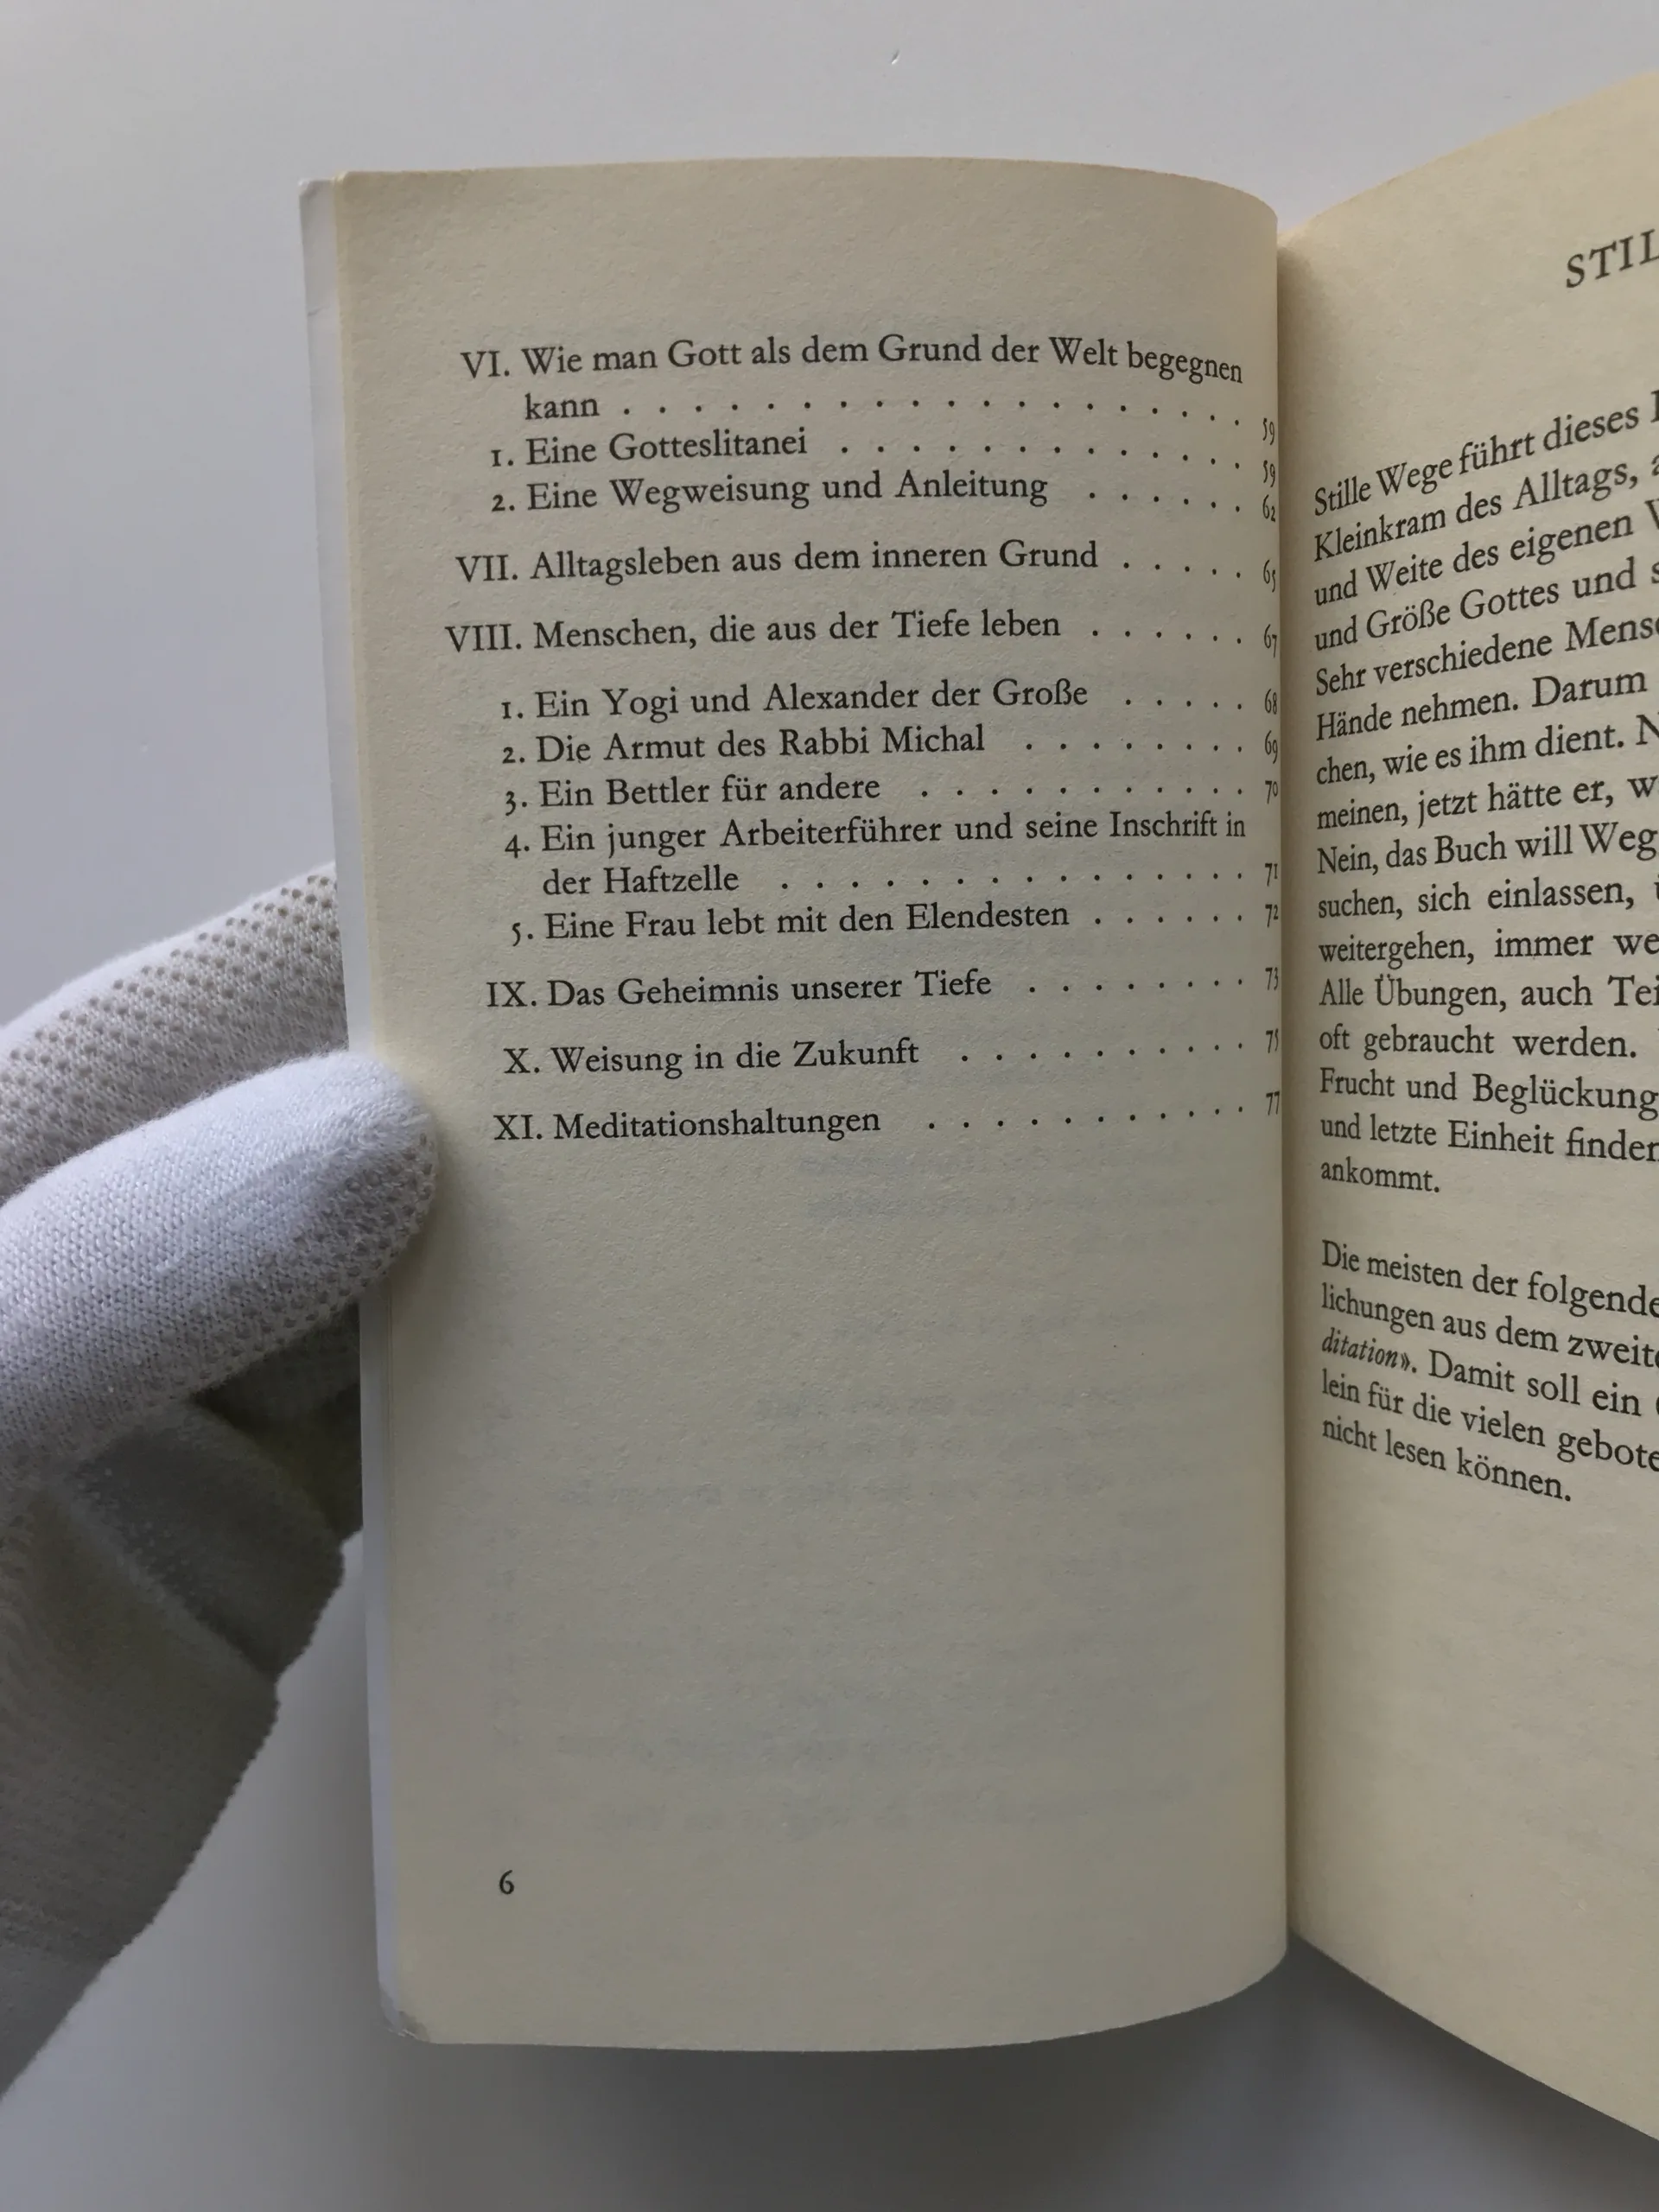 VI. Wie man Gott als dem Grund der Welt begegnen
kann . . . . . . . . . . . . . . . . . . 59
1. Eine Gotteslitanei . . . . . . . . . . . . 59
2. Eine Wegweisung und Anleitung . . . . . 62
VII. Alltagsleben aus dem inneren Grund . . . . . 65
VIII. Menschen, die aus der Tiefe leben . . . . . . 67
1. Ein Yogi und Alexander der Große . . . . . 68
2. Die Armut des Rabbi Michal . . . . . . . . 69
3. Ein Bettler für andere . . . . . . . . . . . 70
4. Ein junger Arbeiterführer und seine Inschrift in
der Haftzelle . . . . . . . . . . . . . . . . 71
5. Eine Frau lebt mit den Elendesten . . . . . . 72
IX. Das Geheimnis unserer Tiefe . . . . . . . . 73
X. Weisung in die Zukunft . . . . . . . . . . 75
XI. Meditationshaltungen . . . . . . . . . . . 77
6
STIL
Stille Wege führt dieses
Kleinkram des Alltags,
und Weite des eigenen
und Größe Gottes und
Sehr verschiedene Mens
Hände nehmen. Darum
chen, wie es ihm dient. N
meinen, jetzt hätte er, w
Nein, das Buch will Weg
suchen, sich einlassen,
weitergehen, immer we
Alle Übungen, auch Tei
oft gebraucht werden.
Frucht und Beglückung
und letzte Einheit finden
ankommt.
Die meisten der folgende
lichungen aus dem zweite
ditation». Damit soll ein
lein für die vielen gebote
nicht lesen können.